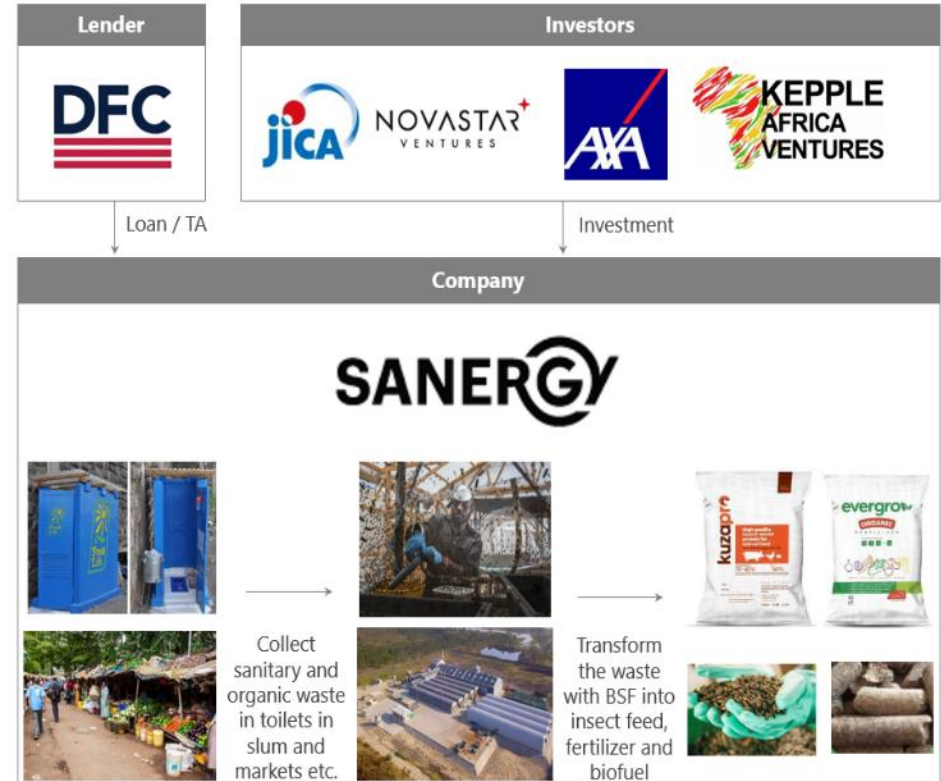 Lender
Investors
DFC
jICA
NOVASTAR
VENTURES
AXA
KEPPLE
AFRICA
VENTURES
Loan / TA
Investment
Company
SANERGY
Collect
sanitary and
organic waste
in toilets in
slum and
markets etc.
Transform
the waste
with BSF into
insect feed,
fertilizer and
biofuel
kuzapro
evergrow
ORGANIC
FERTILIZER